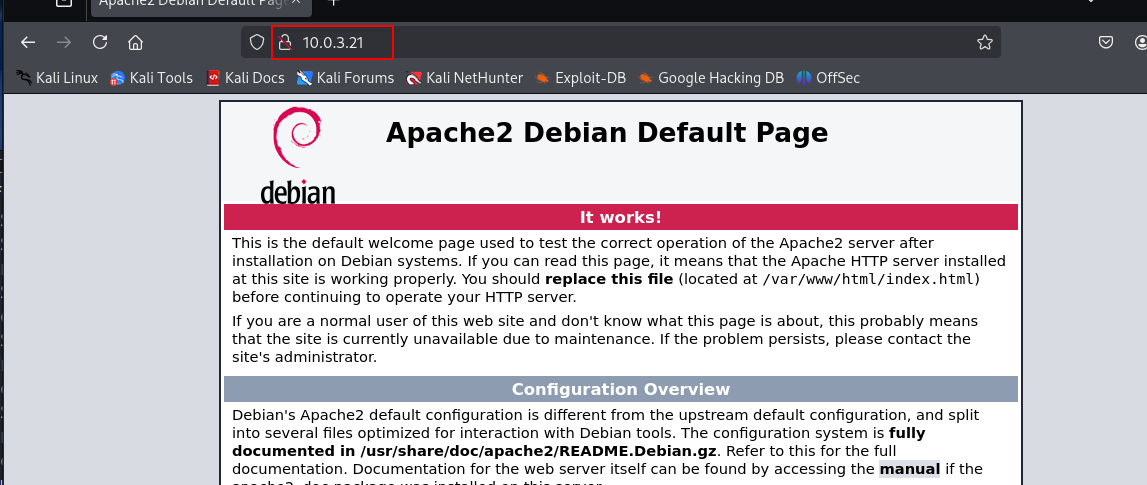 Apache2 Debian Default Page
10.0.3.21
Kali Linux Kali Tools Kali Docs Kali Forums Kali NetHunter Exploit-DB Google Hacking DB OffSec
debian
Apache2 Debian Default Page
It works!
This is the default welcome page used to test the correct operation of the Apache2 server after
installation on Debian systems. If you can read this page, it means that the Apache HTTP server installed
at this site is working properly. You should replace this file (located at /var/www/html/index.html)
before continuing to operate your HTTP server.
If you are a normal user of this web site and don't know what this page is about, this probably means
that the site is currently unavailable due to maintenance. If the problem persists, please contact the
site's administrator.
Configuration Overview
Debian's Apache2 default configuration is different from the upstream default configuration, and split
into several files optimized for interaction with Debian tools. The configuration system is fully
documented in /usr/share/doc/apache2/README.Debian.gz. Refer to this for the full
documentation. Documentation for the web server itself can be found by accessing the manual if the
apache2-doc package was installed on this server.